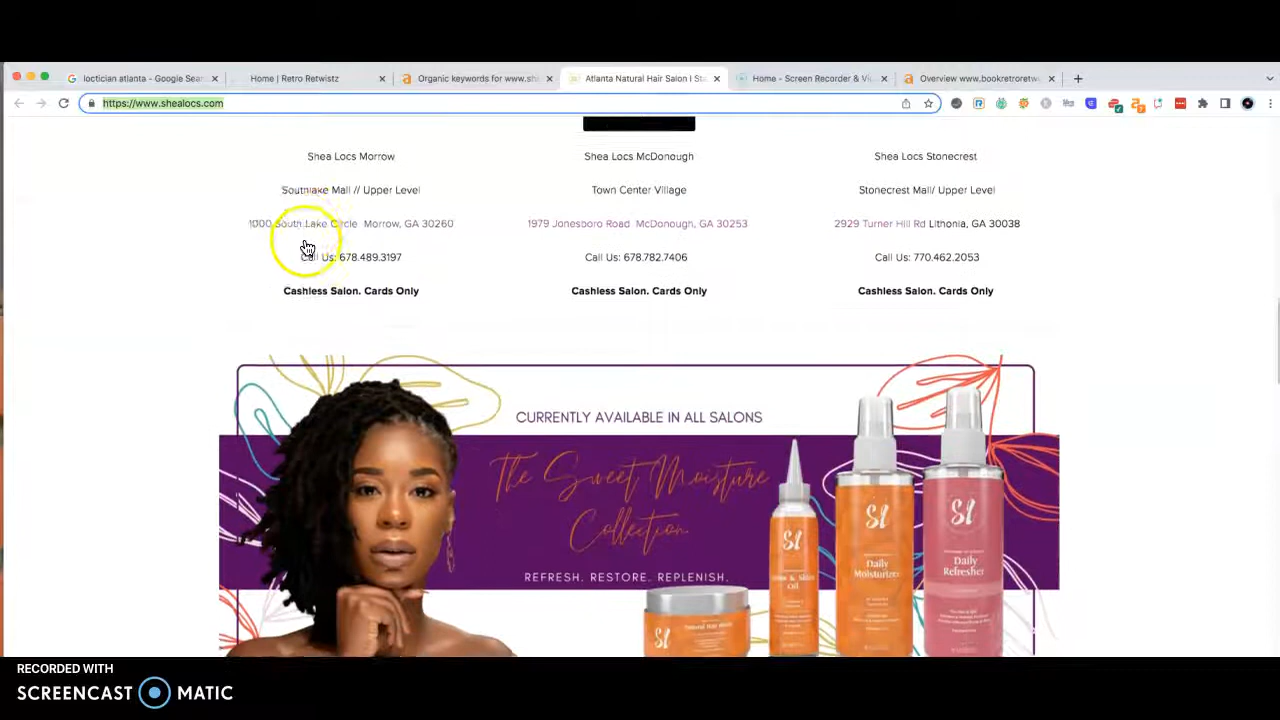 loctician atlanta - Google Sear
Home | Retro Retwistz
Organic keywords for www.she
Atlanta Natural Hair Salon | Sta
Home - Screen Recorder & Vi
Overview www.bookretroretw
https://www.shealocs.com
Shea Locs Morrow
Shea Locs McDonough
Shea Locs Stonecrest
Southlake Mall // Upper Level
Town Center Village
Stonecrest Mall/ Upper Level
1000 South Lake Circle Morrow, GA 30260
1979 Jonesboro Road McDonough, GA 30253
2929 Turner Hill Rd Lithonia, GA 30038
Call Us: 678.489.3197
Call Us: 678.782.7406
Call Us: 770.462.2053
Cashless Salon. Cards Only
Cashless Salon. Cards Only
Cashless Salon. Cards Only
CURRENTLY AVAILABLE IN ALL SALONS
The Sweet Moisture
Collection
REFRESH. RESTORE. REPLENISH.
Sl
Sl
Sl
Daily
Moisturizer
Daily
Refresher
Oil
Sl
RECORDED WITH
SCREENCAST MATIC